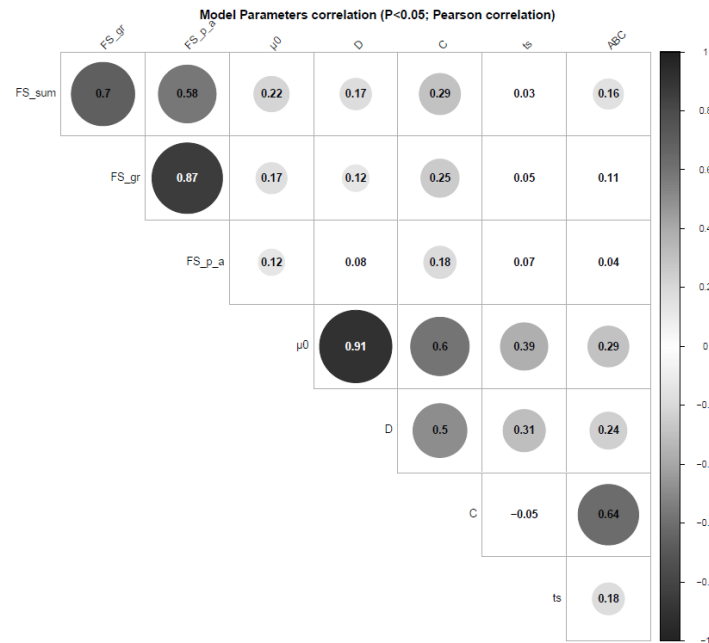 Model Parameters correlation (P<0.05; Pearson correlation)
FS_gr FS_p_a µ0 D C ts ABC
FS_sum 0.7 0.58 0.22 0.17 0.29 0.03 0.16
FS_gr 0.87 0.17 0.12 0.25 0.05 0.11
FS_p_a 0.12 0.08 0.18 0.07 0.04
µ0 0.91 0.6 0.39 0.29
D 0.5 0.31 0.24
C −0.05 0.64
ts 0.18
1
0.8
0.6
0.4
0.2
0